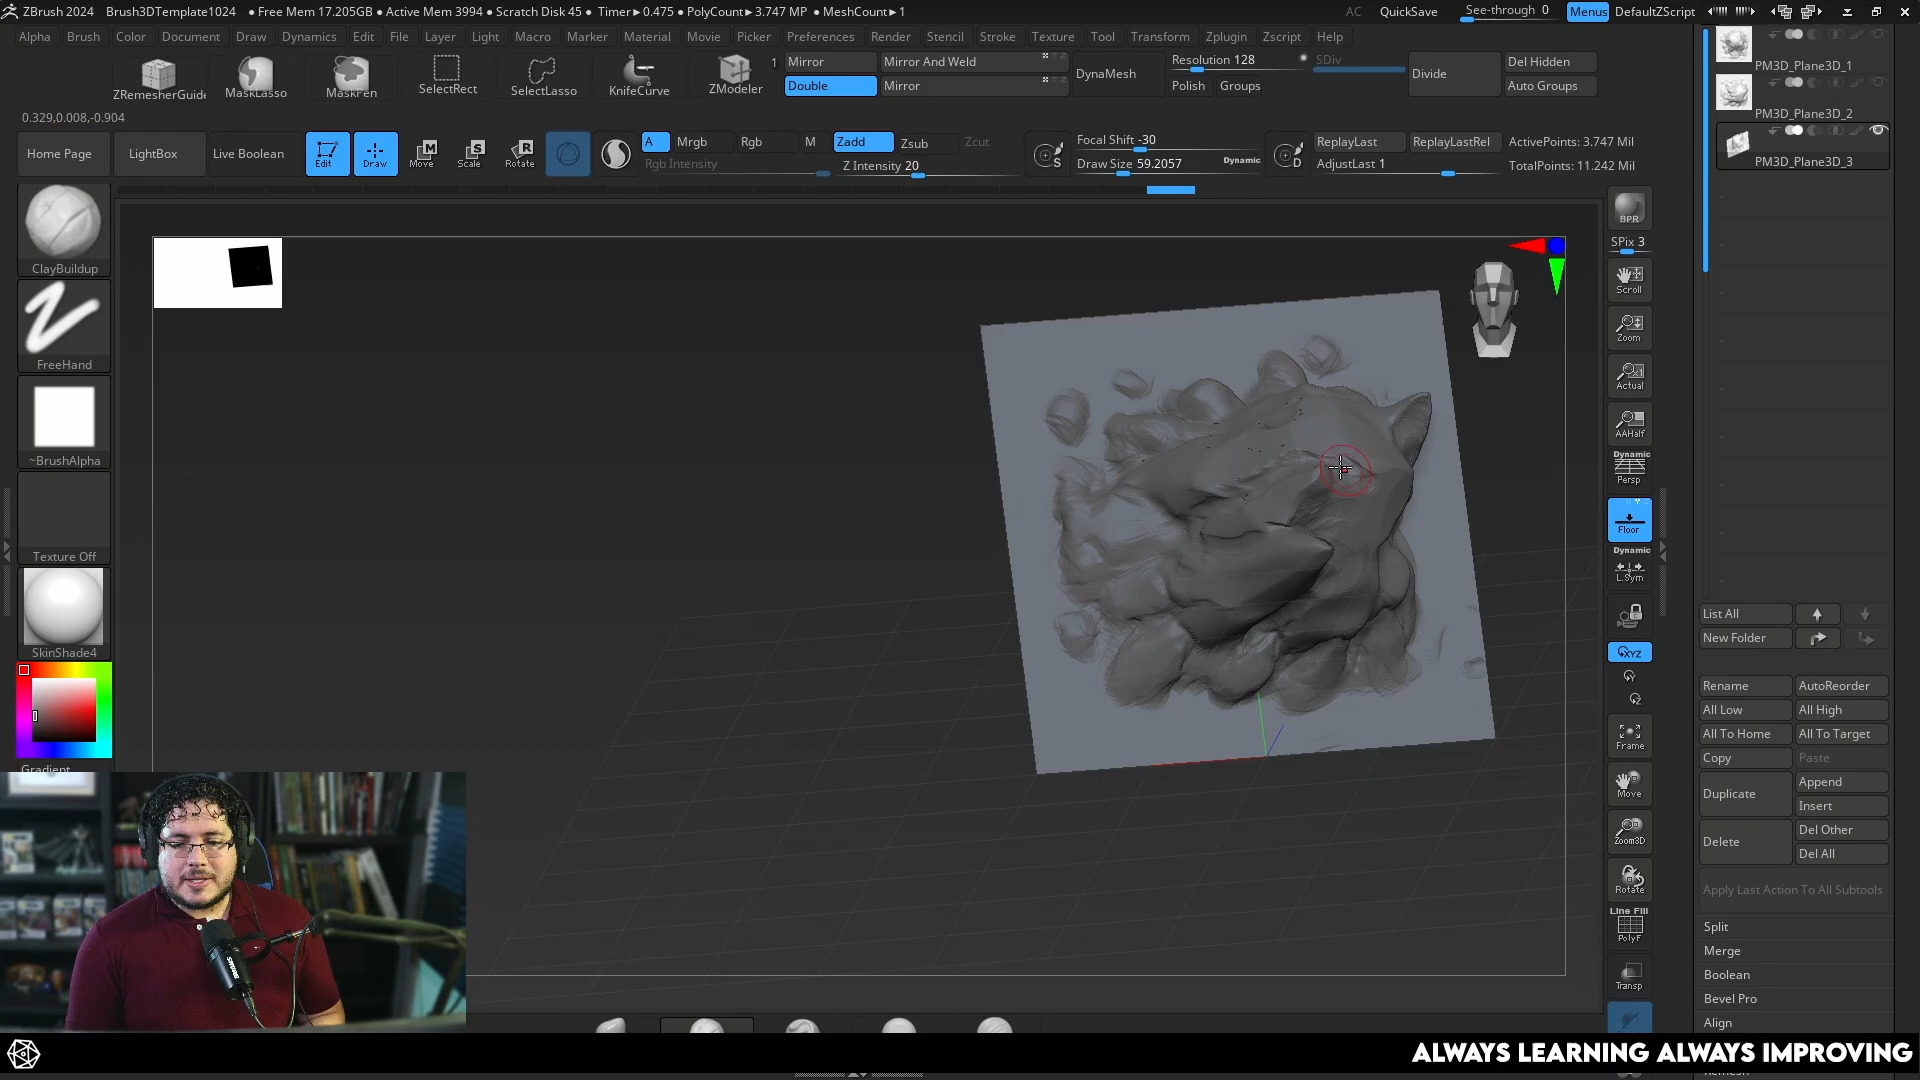 ZBrush 2024 Brush3DTemplate1024 ● Free Mem 17.205GB ● Active Mem 3994 ● Scratch Disk 45 ● Timer▸0.475 ● PolyCount▸3.747 MP ● MeshCount▸1 AC QuickSave See-through 0 Menus DefaultZScript
Alpha Brush Color Document Draw Dynamics Edit File Layer Light Macro Marker Material Movie Picker Preferences Render Stencil Stroke Texture Tool Transform Zplugin Zscript Help
ZRemesherGuide MaskLasso MaskPen SelectRect SelectLasso KnifeCurve ZModeler 1
Mirror Mirror And Weld DynaMesh Resolution 128 SDiv Divide Del Hidden
Double Mirror Polish Groups Auto Groups
0.329,0.008,-0.904
Home Page LightBox Live Boolean Edit Draw Move Scale Rotate
A Mrgb Rgb M Zadd Zsub Zcut Focal Shift -30 ReplayLast ReplayLastRel ActivePoints: 3.747 Mil
Rgb Intensity Z Intensity 20 S Draw Size 59.2057 Dynamic D AdjustLast 1 TotalPoints: 11.242 Mil
ClayBuildup
FreeHand
~BrushAlpha
Texture Off
SkinShade4
Gradient
BPR
SPix 3
Scroll
Zoom
Actual
AAHalf
Dynamic
Persp
Floor
Dynamic
L.Sym
XYZ
Y
Z
Frame
Move
Zoom3D
Rotate
Line Fill
PolyF
Transp
PM3D_Plane3D_1
PM3D_Plane3D_2
PM3D_Plane3D_3
List All
New Folder
Rename AutoReorder
All Low All High
All To Home All To Target
Copy Paste
Duplicate Append
Insert
Delete Del Other
Del All
Apply Last Action To All Subtools
Split
Merge
Boolean
Bevel Pro
Align
ALWAYS LEARNING ALWAYS IMPROVING